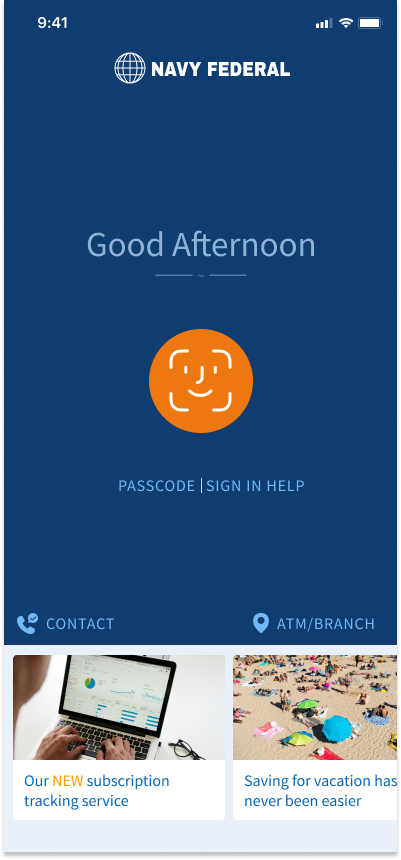 9:41
NAVY FEDERAL
Good Afternoon
PASSCODE | SIGN IN HELP
CONTACT
ATM/BRANCH
Our NEW subscription
tracking service
Saving for vacation has
never been easier